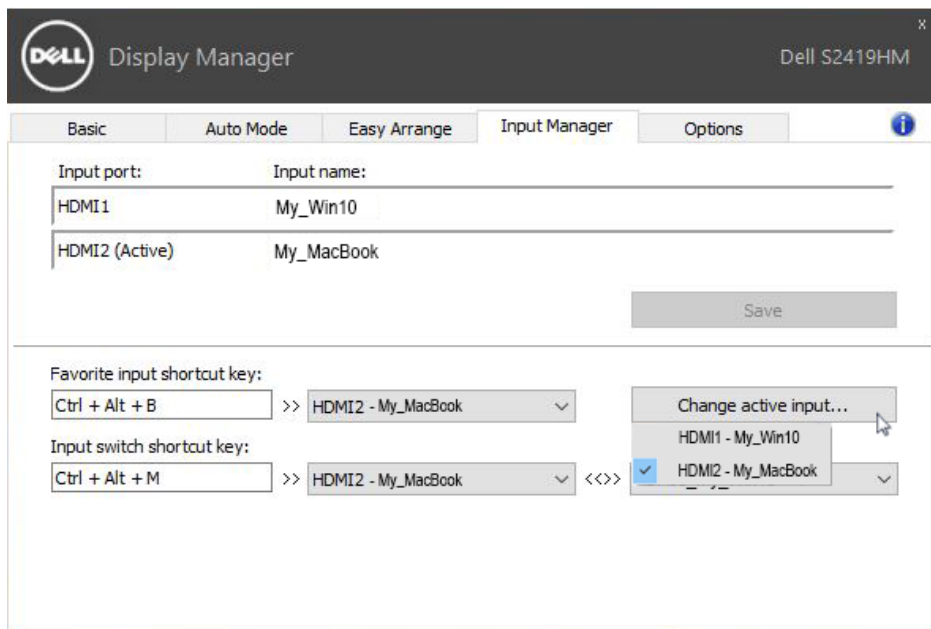 x
DELL Display Manager Dell S2419HM
Basic Auto Mode Easy Arrange Input Manager Options i
Input port: Input name:
HDMI1 My_Win10
HDMI2 (Active) My_MacBook
Save
Favorite input shortcut key:
Ctrl + Alt + B >> HDMI2 - My_MacBook Change active input...
HDMI1 - My_Win10
Input switch shortcut key:
HDMI2 - My_MacBook
Ctrl + Alt + M >> HDMI2 - My_MacBook <<>>